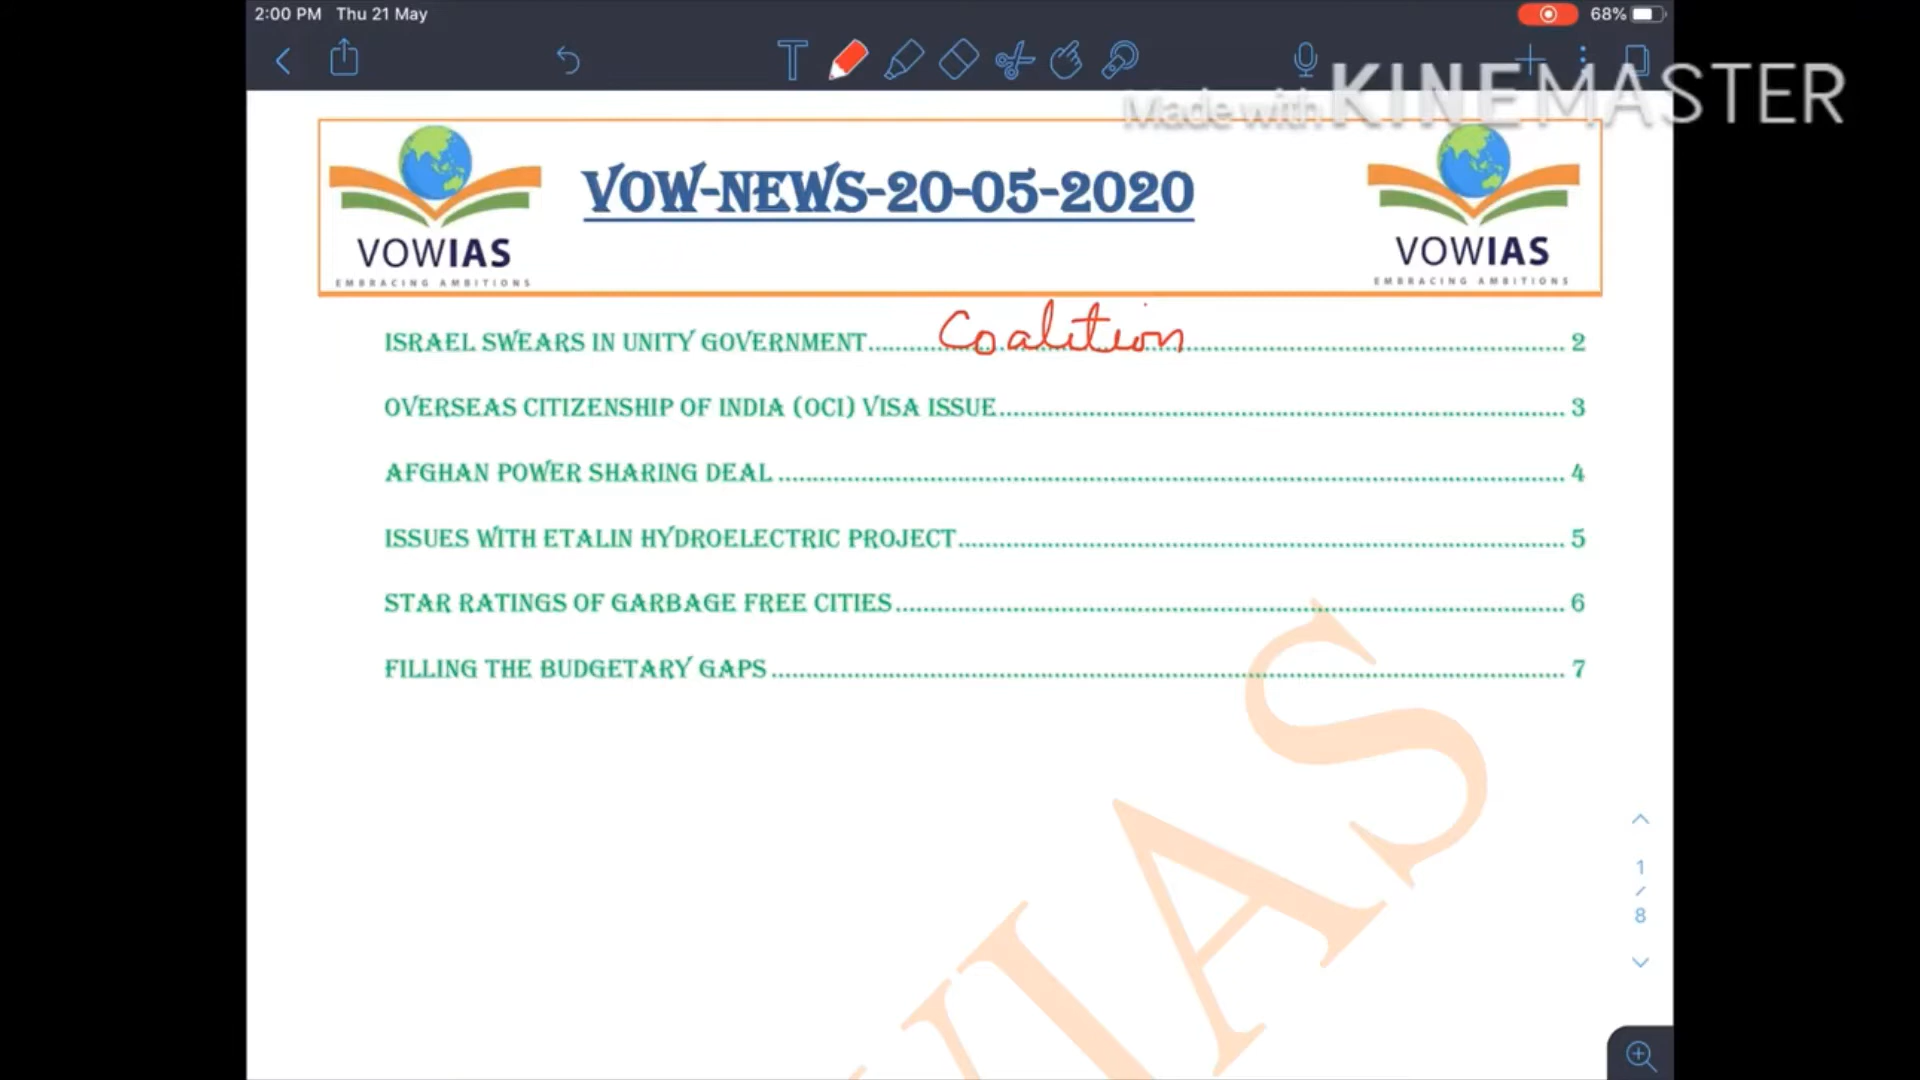 2:00 PM Thu 21 May
68%
Made with KINEMASTER
VOW-NEWS-20-05-2020
VOWIAS
EMBRACING AMBITIONS
VOWIAS
EMBRACING AMBITIONS
ISRAEL SWEARS IN UNITY GOVERNMENT.......... Coalition .......... 2
OVERSEAS CITIZENSHIP OF INDIA (OCI) VISA ISSUE.......... 3
AFGHAN POWER SHARING DEAL .......... 4
ISSUES WITH ETALIN HYDROELECTRIC PROJECT.......... 5
STAR RATINGS OF GARBAGE FREE CITIES.......... 6
FILLING THE BUDGETARY GAPS .......... 7
VIAS
1
/
8